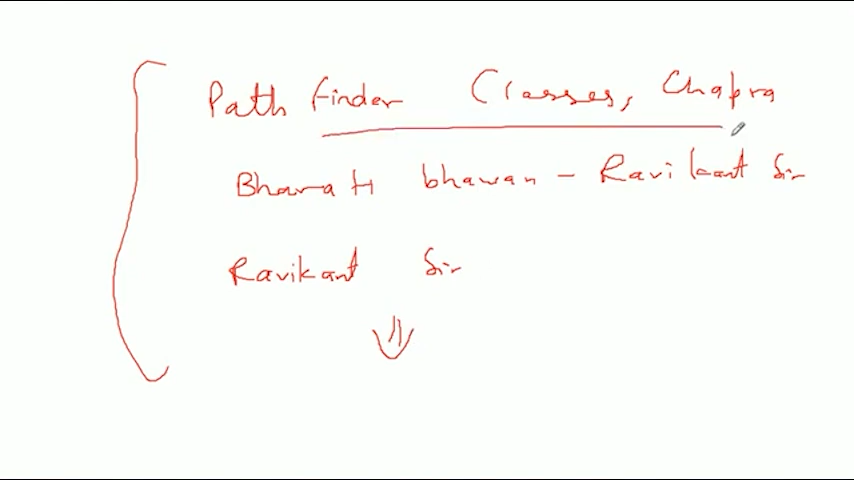 Path finder Classes, Chapra
Bharati bhawan - Ravikant Sir
Ravikant Sir